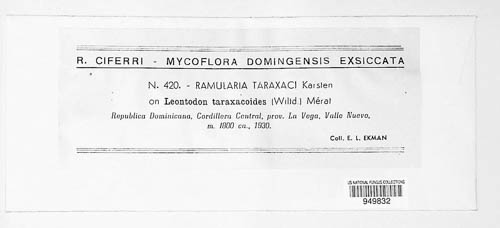 R. CIFERRI - MYCOFLORA DOMINGENSIS EXSICCATA
N. 420. - RAMULARIA TARAXACI Karsten
on Leontodon taraxacoides (Willd.) Mérat
Republica Dominicana, Cordillera Central, prov. La Vega, Valle Nuevo,
m. 1800 ca., 1930.
Coll. E. L. EKMAN
US NATIONAL FUNGUS COLLECTIONS
949832